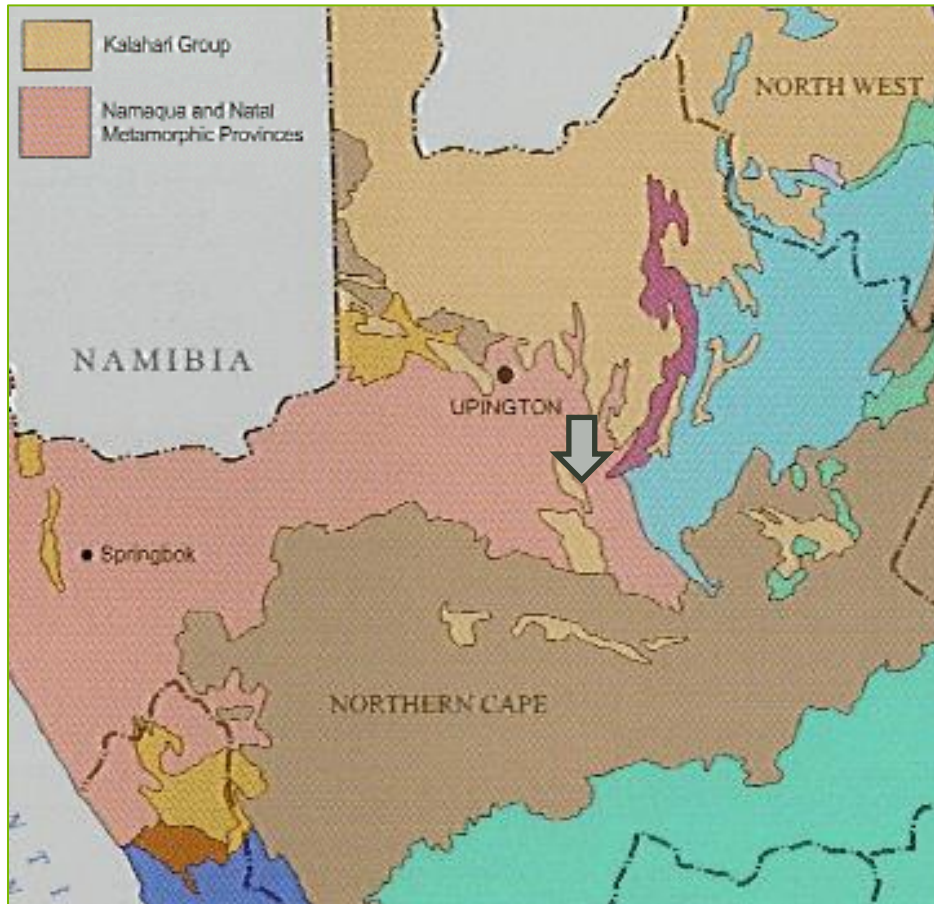 Kalahari Group
Namaqua and Natal
Metamorphic Provinces
NORTH WEST
NAMIBIA
UPINGTON
Springbok
NORTHERN CAPE